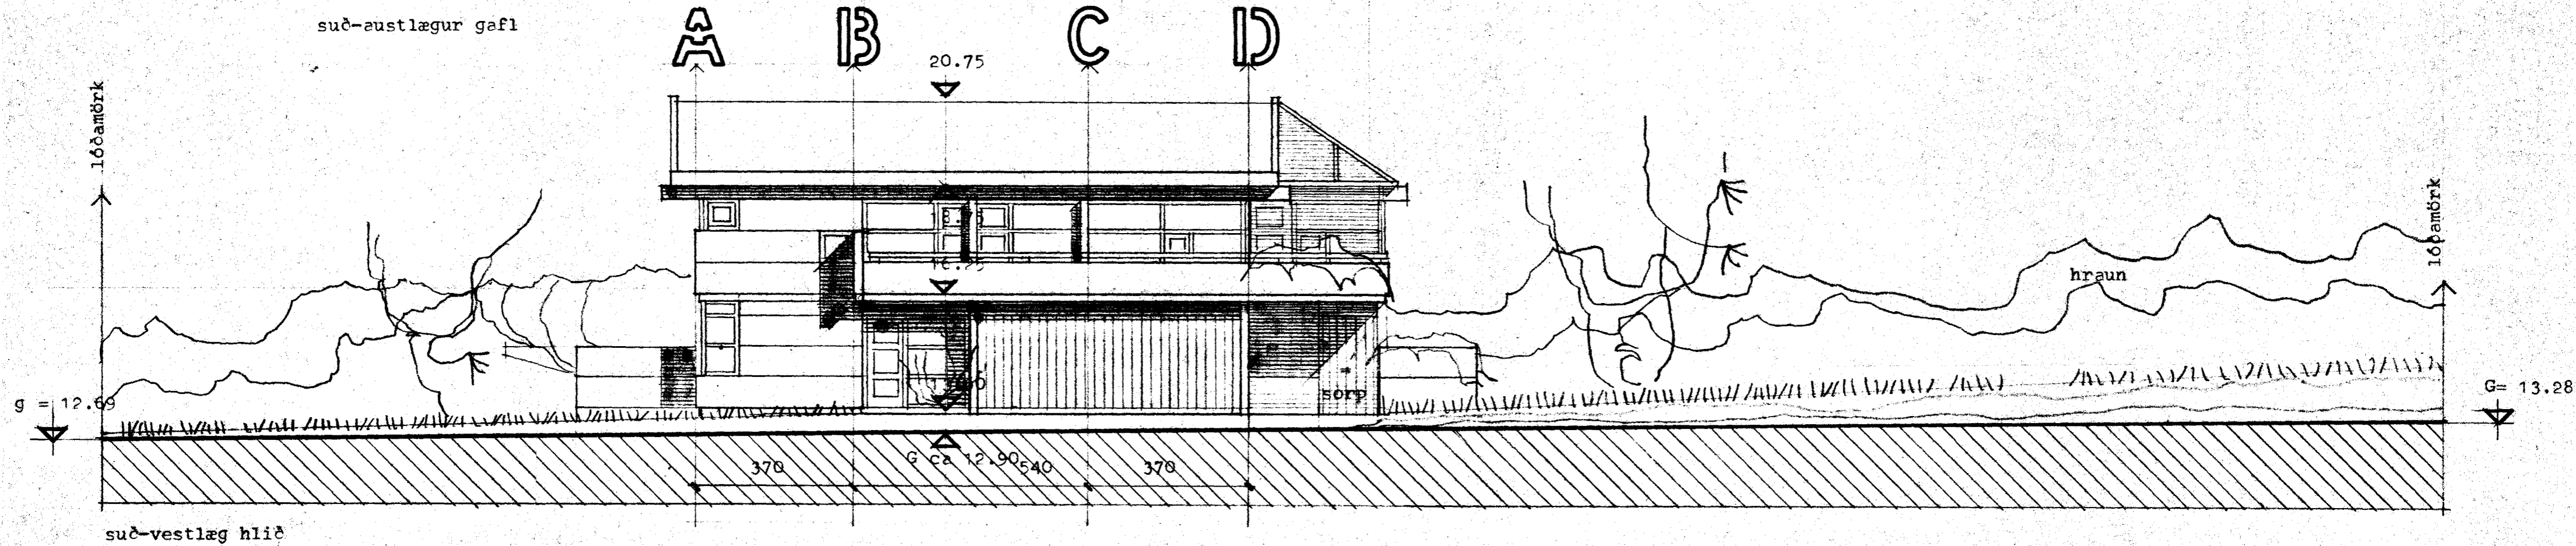 suð-austlægur gafl
A B C D
20.75
lóðamörk
lóðamörk
16.25
hraun
sorp
g = 12.69
G= 13.28
G ca 12.90
370 540 370
suð-vestlæg hlið